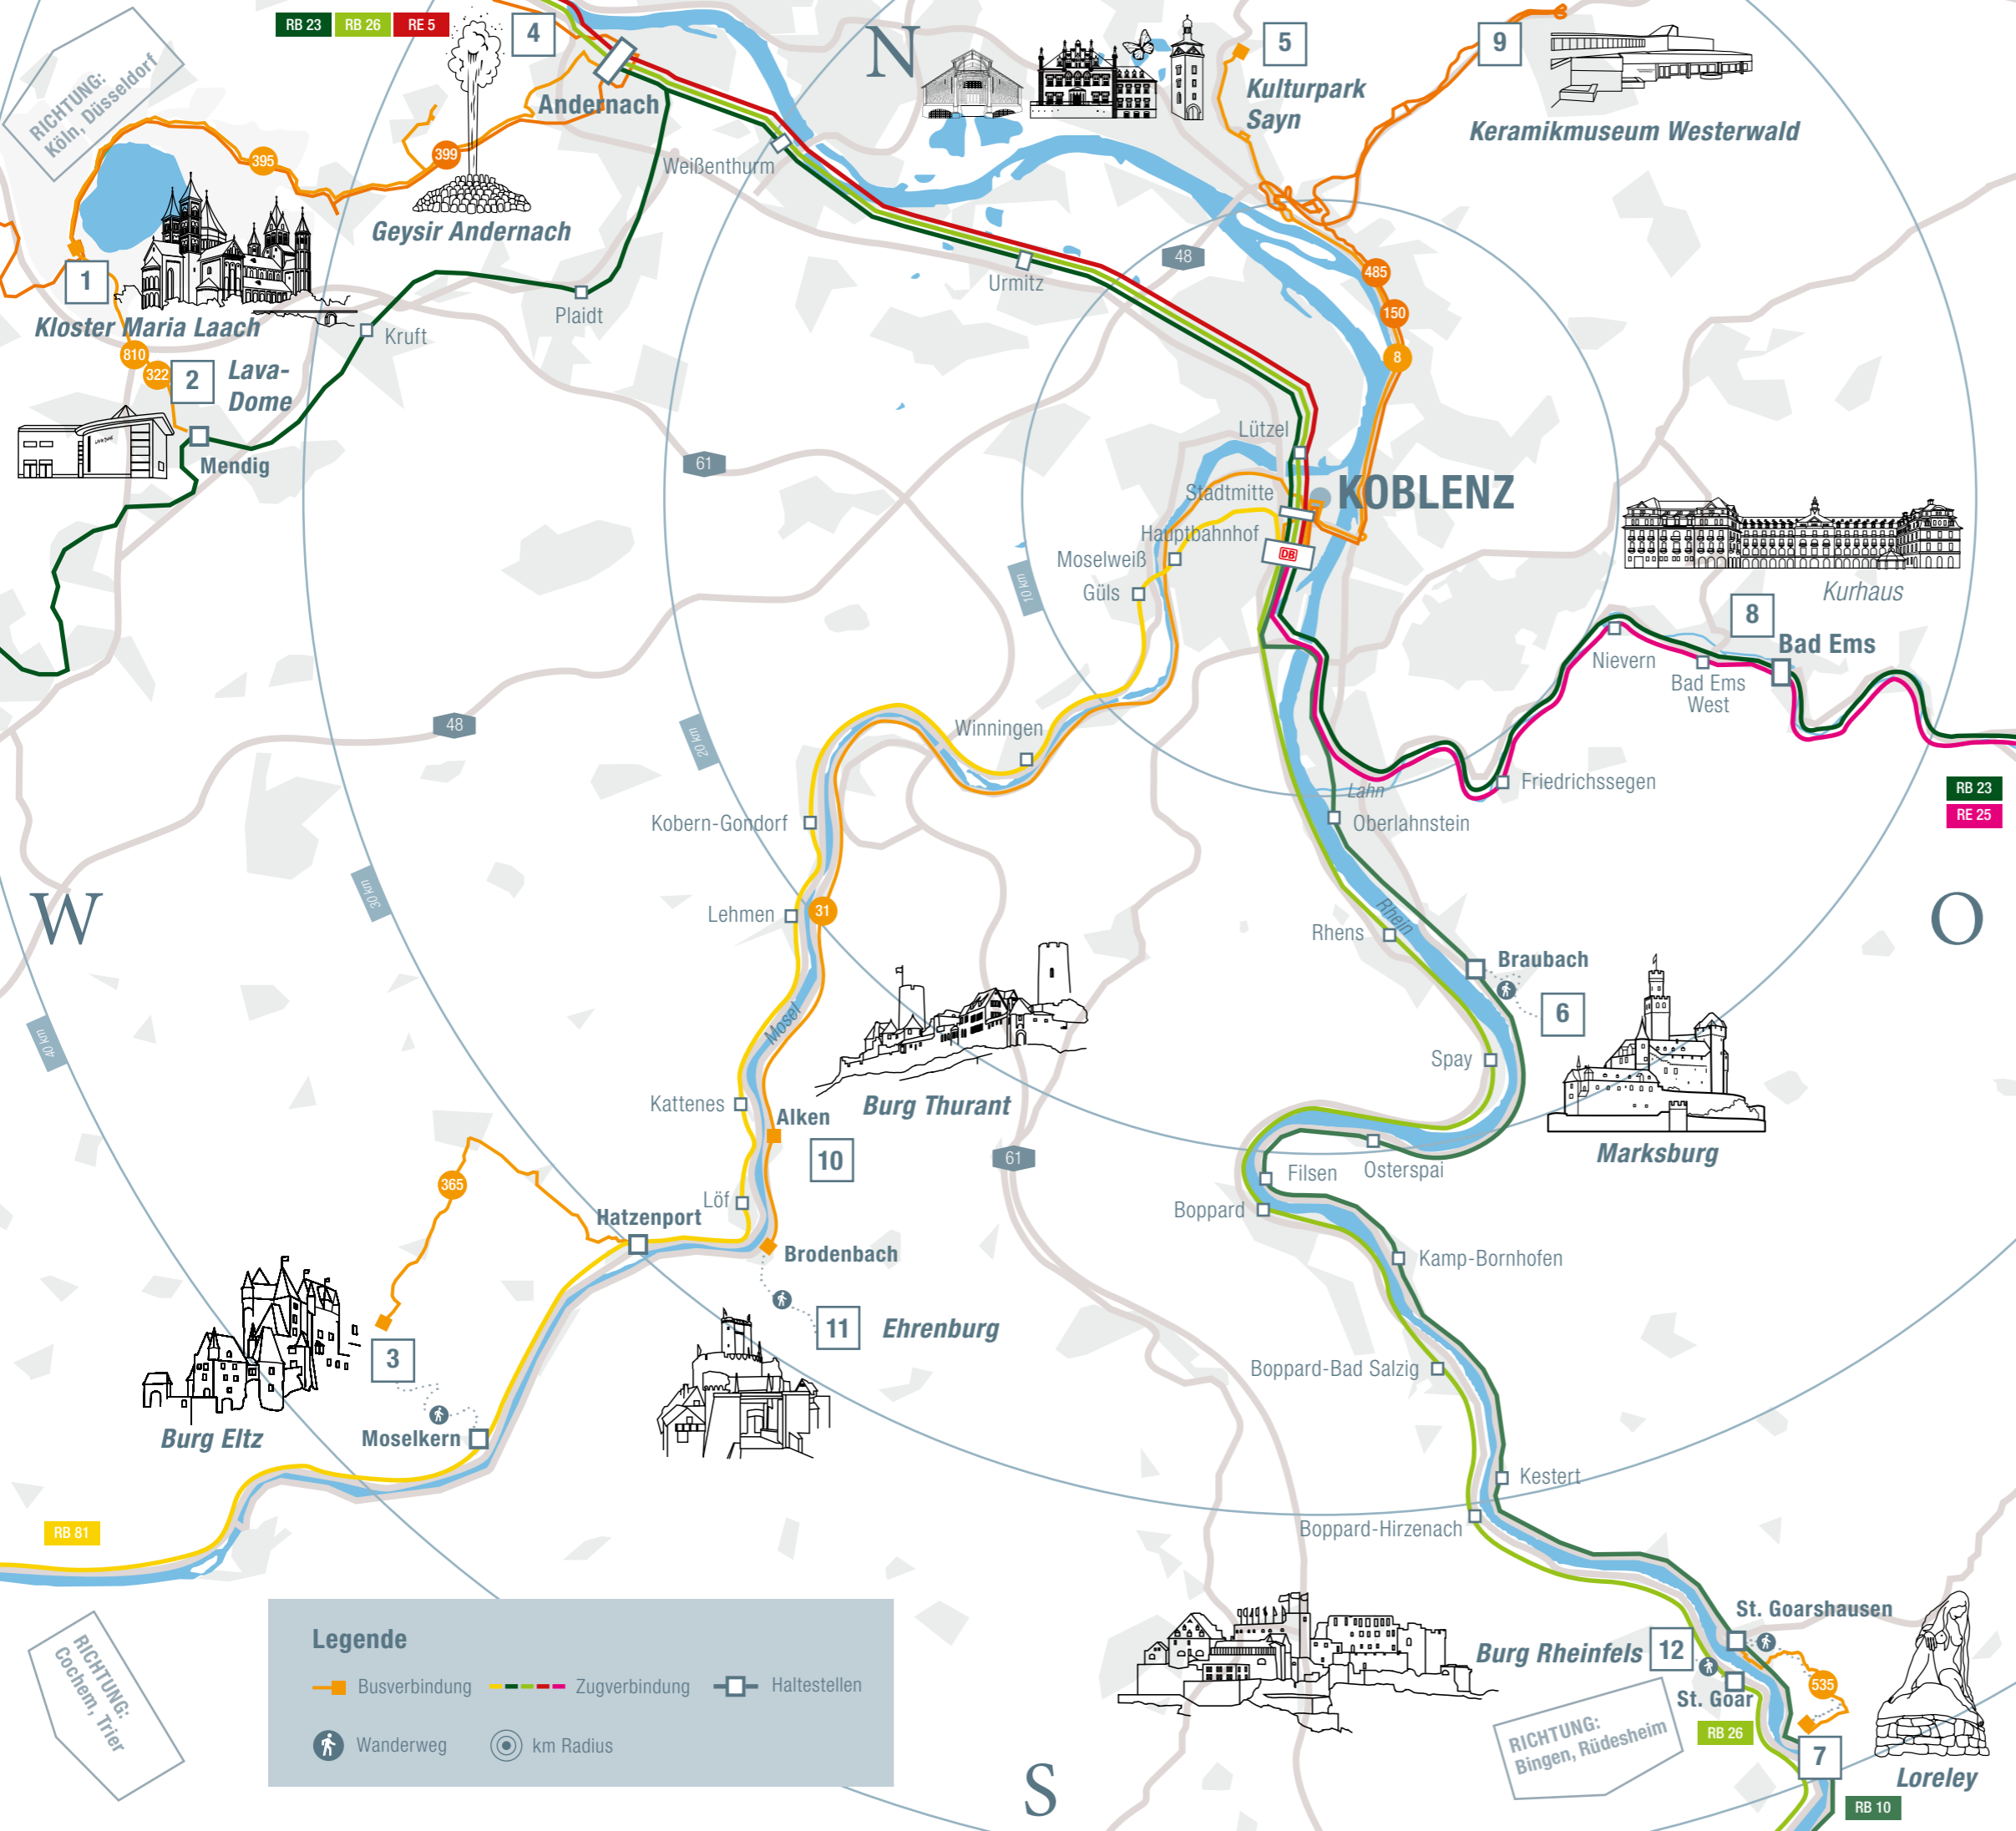 RB 23
RB 26
RE 5
4
N
5
9
RICHTUNG:
Köln, Düsseldorf
Andernach
Kulturpark
Sayn
Keramikmuseum Westerwald
395
399
Weißenthurm
Geysir Andernach
48
485
1
Urmitz
150
Kloster Maria Laach
Plaidt
Kruft
810
322
2
Lava-
Dome
8
LAVA DOME
Mendig
61
Lützel
Stadtmitte
KOBLENZ
Hauptbahnhof
DB
Moselweiß
Güls
10 km
Kurhaus
8
Bad Ems
Nievern
Bad Ems
West
48
20 km
Winningen
Friedrichssegen
Lahn
RB 23
RE 25
Kobern-Gondorf
Oberlahnstein
30 km
W
Lehmen
31
Rhein
Rhens
O
Braubach
6
40 km
Mosel
Spay
Kattenes
Burg Thurant
Alken
10
Marksburg
61
Osterspai
Filsen
365
Löf
Boppard
Hatzenport
Brodenbach
Kamp-Bornhofen
11
Ehrenburg
3
Boppard-Bad Salzig
Burg Eltz
Moselkern
Kestert
RB 81
Boppard-Hirzenach
RICHTUNG:
Cochem, Trier
Legende
Busverbindung
Zugverbindung
Haltestellen
Wanderweg
km Radius
St. Goarshausen
Burg Rheinfels
12
535
St. Goar
RICHTUNG:
Bingen, Rüdesheim
RB 26
7
Loreley
S
RB 10